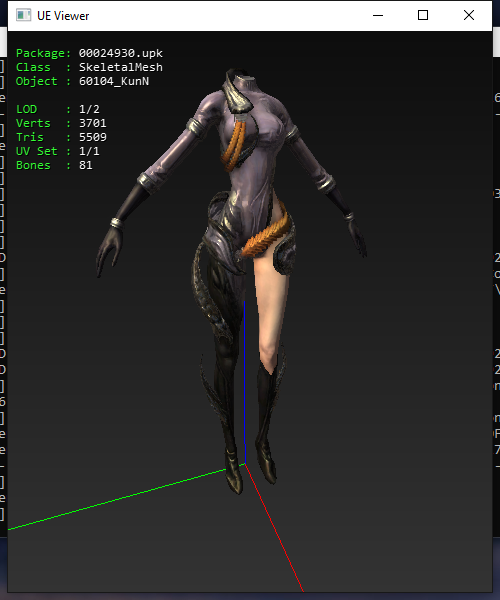 UE Viewer
Package: 00024930.upk
Class  : SkeletalMesh
Object : 60104_KunN
LOD    : 1/2
Verts  : 3701
Tris   : 5509
UV Set : 1/1
Bones  : 81